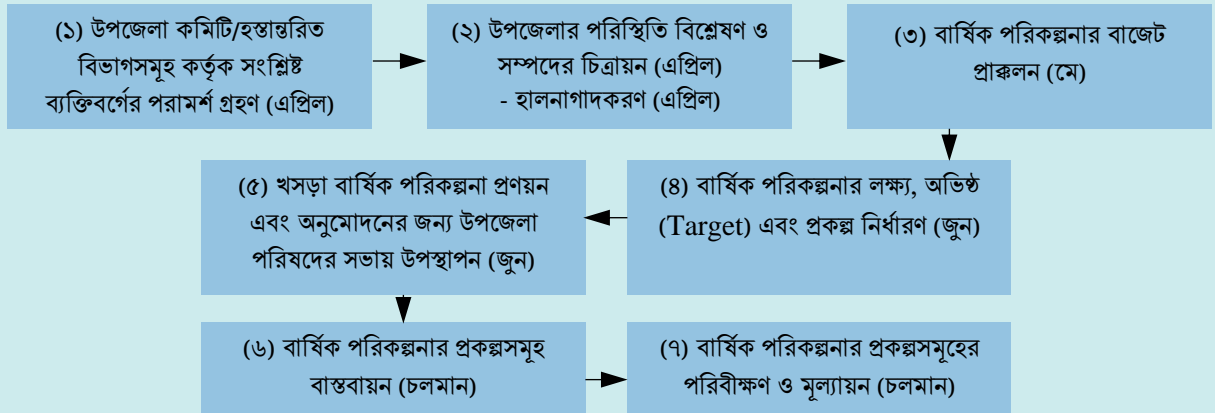 (১) উপজেলা কমিটি/হস্তান্তরিত
বিভাগসমূহ কর্তৃক সংশ্লিষ্ট
ব্যক্তিবর্গের পরামর্শ গ্রহণ (এপ্রিল)
(২) উপজেলার পরিস্থিতি বিশ্লেষণ ও
সম্পদের চিত্রায়ন (এপ্রিল)
- হালনাগাদকরণ (এপ্রিল)
(৩) বার্ষিক পরিকল্পনার বাজেট
প্রাক্কলন (মে)
(৪) বার্ষিক পরিকল্পনার লক্ষ্য, অভিষ্ঠ
(Target) এবং প্রকল্প নির্ধারণ (জুন)
(৫) খসড়া বার্ষিক পরিকল্পনা প্রণয়ন
এবং অনুমোদনের জন্য উপজেলা
পরিষদের সভায় উপস্থাপন (জুন)
(৬) বার্ষিক পরিকল্পনার প্রকল্পসমূহ
বাস্তবায়ন (চলমান)
(৭) বার্ষিক পরিকল্পনার প্রকল্পসমূহের
পরিবীক্ষণ ও মূল্যায়ন (চলমান)